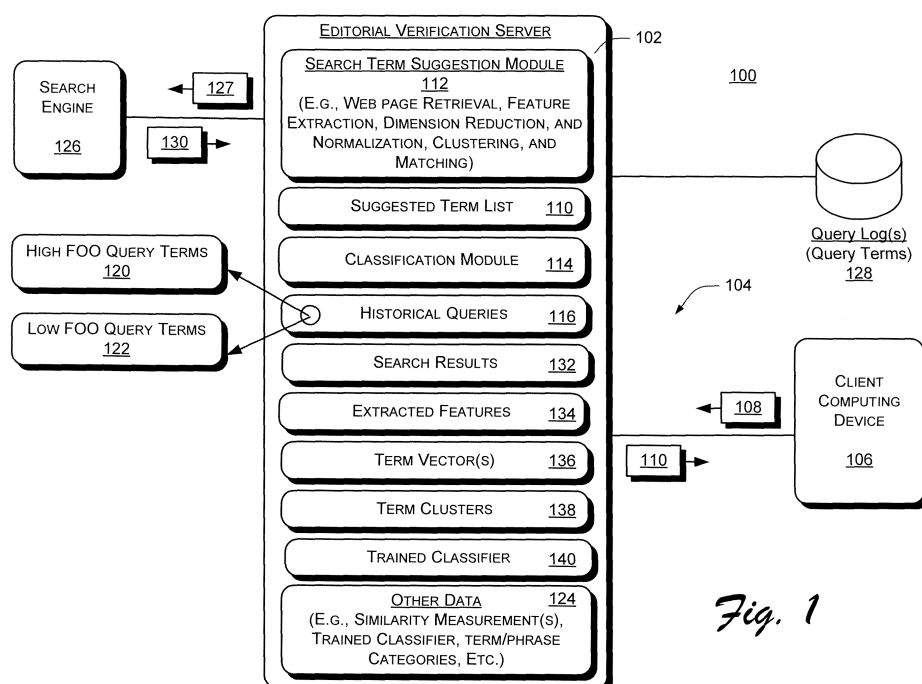 EDITORIAL VERIFICATION SERVER
102
SEARCH TERM SUGGESTION MODULE
112
(E.G., WEB PAGE RETRIEVAL, FEATURE
EXTRACTION, DIMENSION REDUCTION, AND
NORMALIZATION, CLUSTERING, AND
MATCHING)
SEARCH
ENGINE
126
127
130
100
SUGGESTED TERM LIST 110
QUERY LOG(S)
(QUERY TERMS)
128
HIGH FOO QUERY TERMS
120
CLASSIFICATION MODULE 114
104
LOW FOO QUERY TERMS
122
HISTORICAL QUERIES 116
SEARCH RESULTS 132
EXTRACTED FEATURES 134
TERM VECTOR(S) 136
TERM CLUSTERS 138
TRAINED CLASSIFIER 140
108
110
CLIENT
COMPUTING
DEVICE
106
OTHER DATA 124
(E.G., SIMILARITY MEASUREMENT(S),
TRAINED CLASSIFIER, TERM/PHRASE
CATEGORIES, ETC.)
Fig. 1